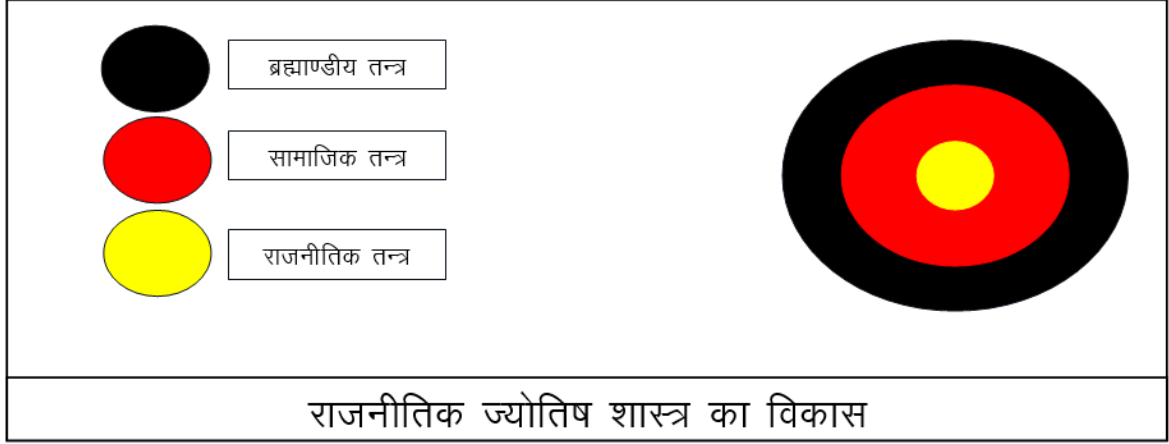 ब्रह्माण्डीय तन्त्र
सामाजिक तन्त्र
राजनीतिक तन्त्र
राजनीतिक ज्योतिष शास्त्र का विकास